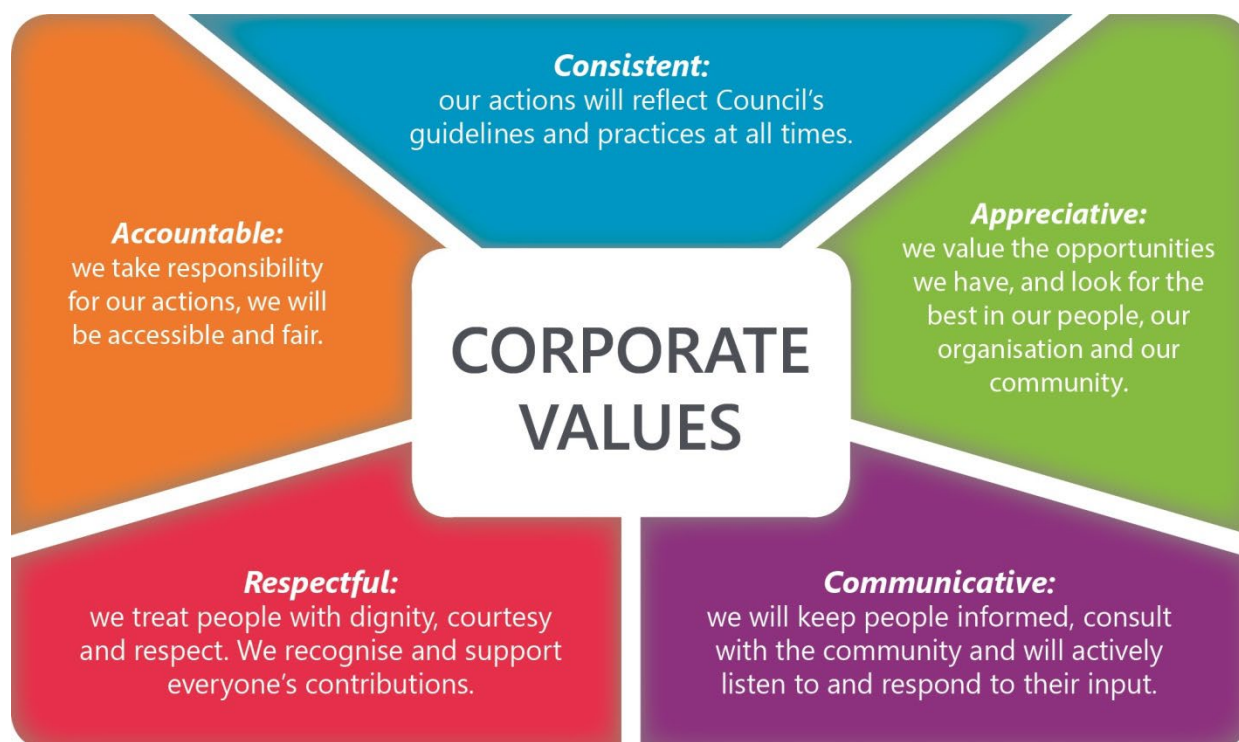 Consistent:
our actions will reflect Council’s
guidelines and practices at all times.
Accountable:
we take responsibility
for our actions, we will
be accessible and fair.
Appreciative:
we value the opportunities
we have, and look for the
best in our people, our
organisation and our
community.
CORPORATE
VALUES
Respectful:
we treat people with dignity, courtesy
and respect. We recognise and support
everyone’s contributions.
Communicative:
we will keep people informed, consult
with the community and will actively
listen to and respond to their input.